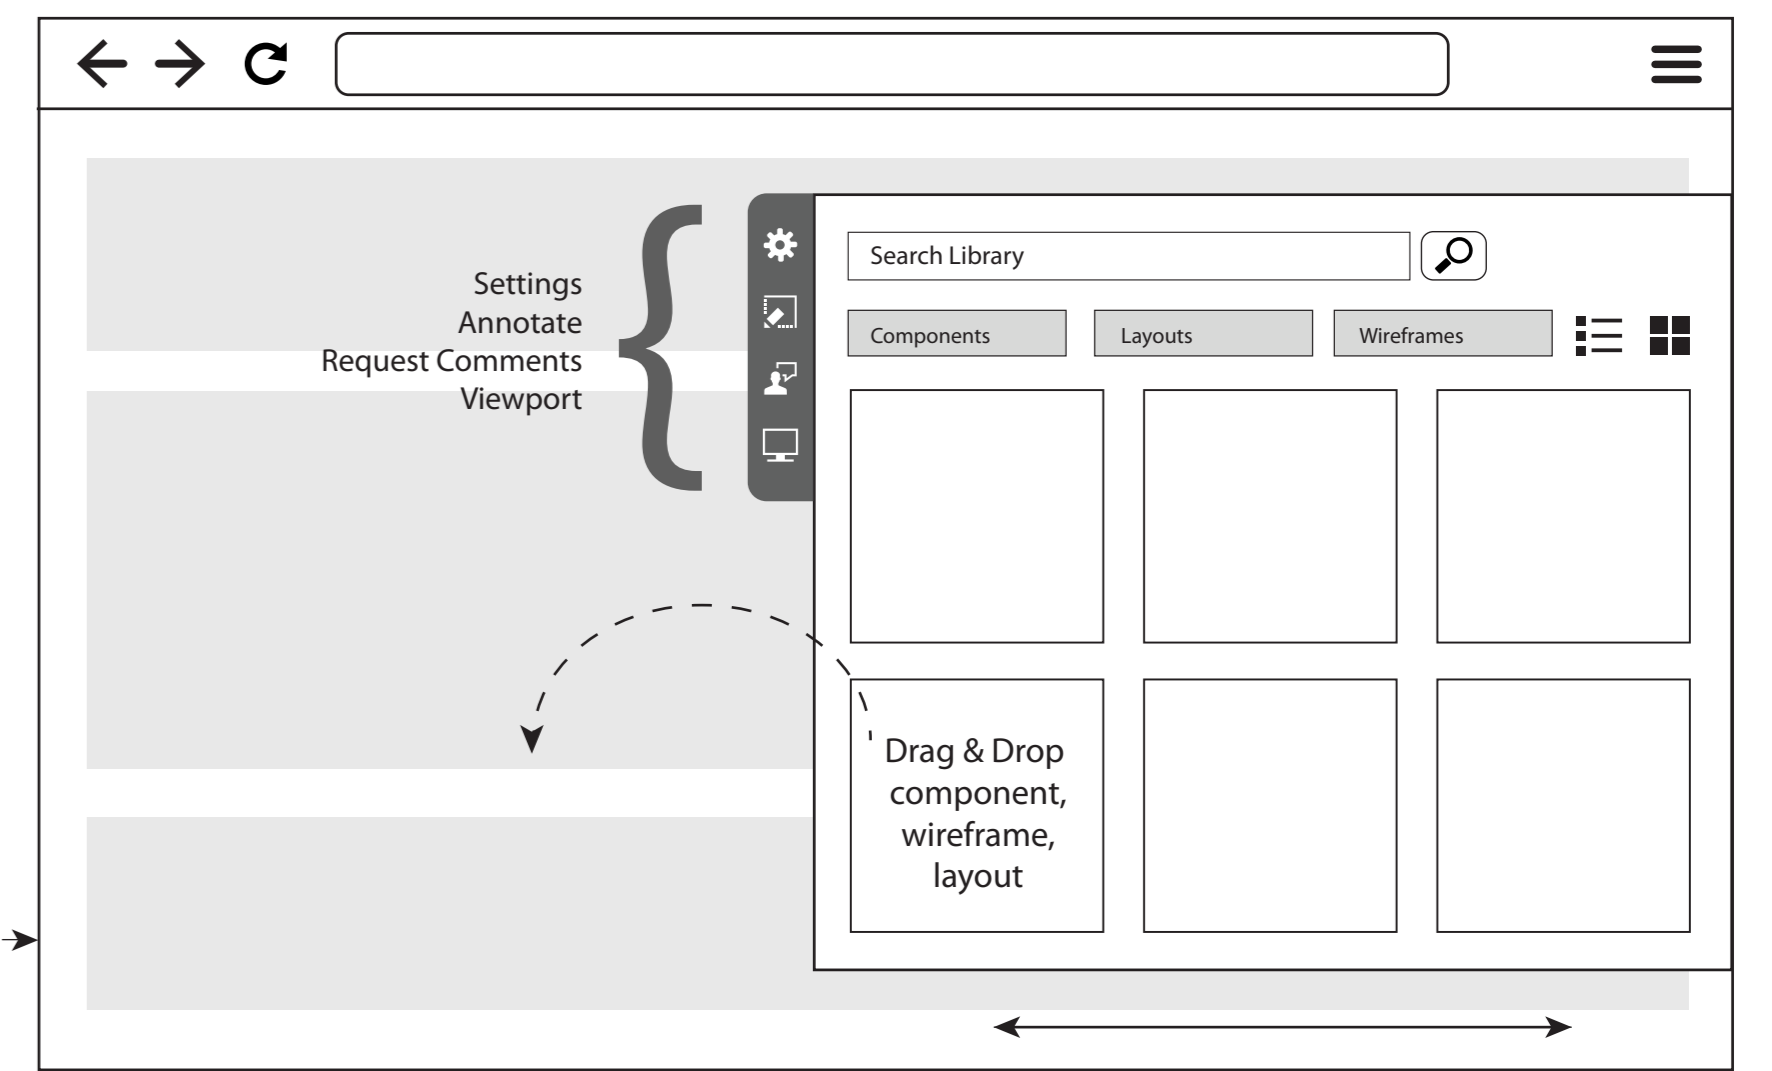 Settings
Annotate
Request Comments
Viewport
Search Library
Components
Layouts
Wireframes
Drag & Drop
component,
wireframe,
layout